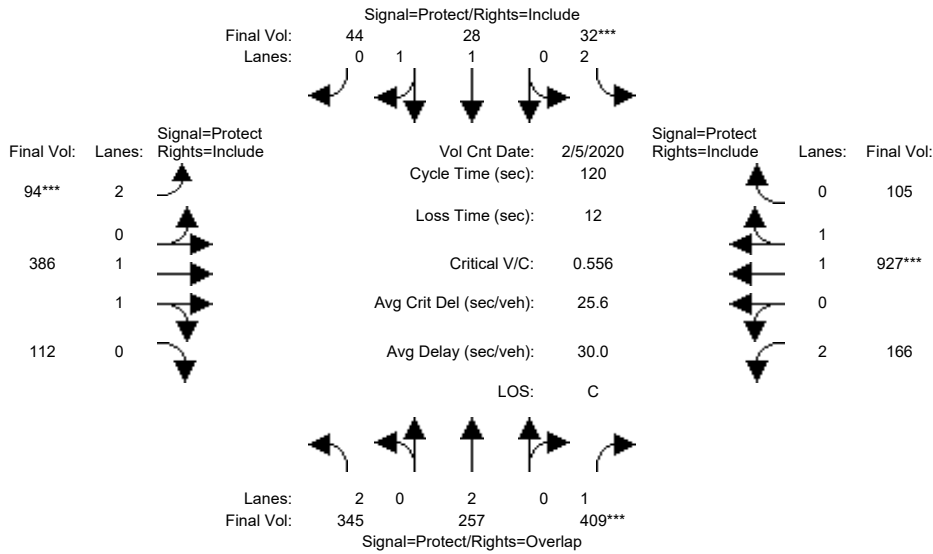 Signal=Protect/Rights=Include
Final Vol: 44 28 32***
Lanes: 0 1 1 0 2
Signal=Protect
Final Vol: Lanes: Rights=Include
Vol Cnt Date: 2/5/2020
Signal=Protect
Rights=Include Lanes: Final Vol:
Cycle Time (sec): 120
94*** 2
0 105
Loss Time (sec): 12
0
1
386 1
Critical V/C: 0.556
1 927***
1
Avg Crit Del (sec/veh): 25.6
0
112 0
Avg Delay (sec/veh): 30.0
2 166
LOS: C
Lanes: 2 0 2 0 1
Final Vol: 345 257 409***
Signal=Protect/Rights=Overlap